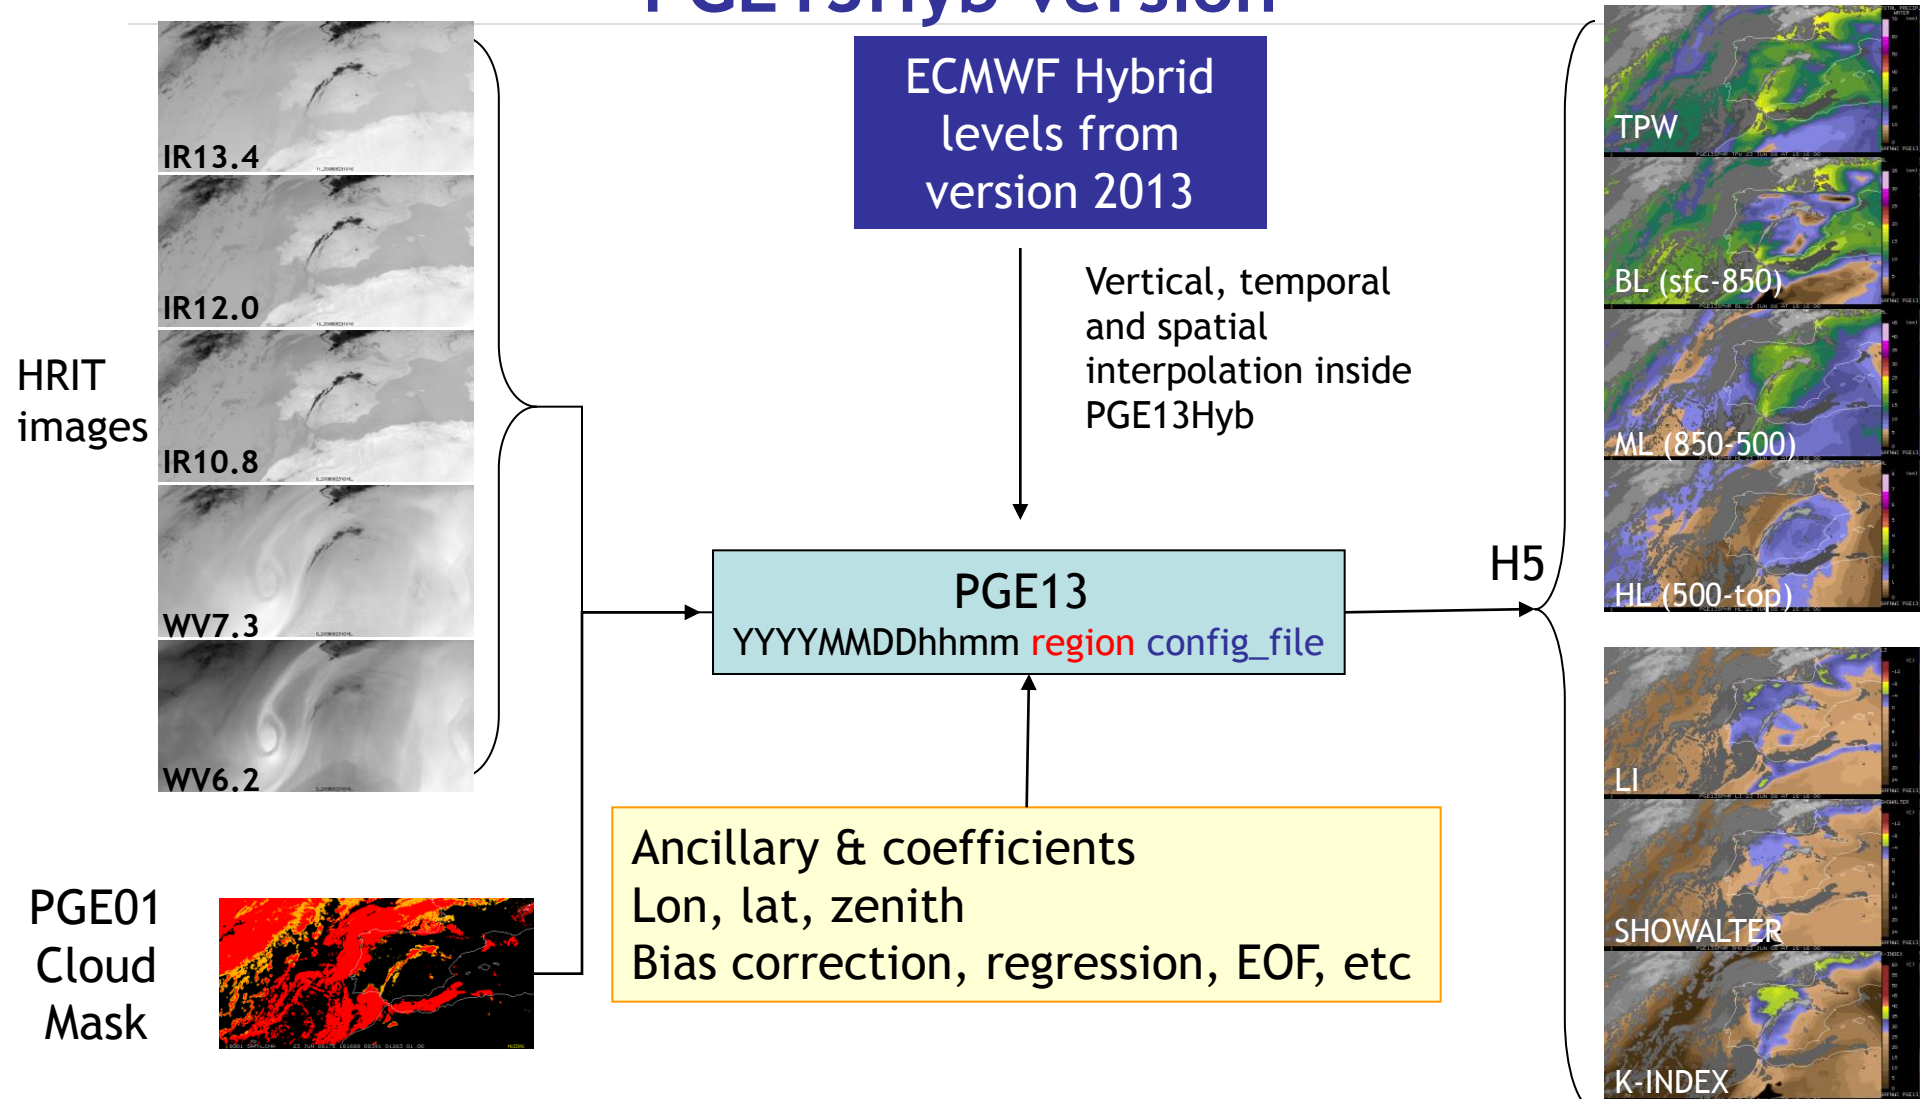 PGE13Hyb version
ECMWF Hybrid
levels from
version 2013
Vertical, temporal
and spatial
interpolation inside
PGE13Hyb
HRIT
images
IR13.4
IR12.0
IR10.8
WV7.3
WV6.2
PGE01
Cloud
Mask
PGE13
YYYYMMDDhhmm region config_file
H5
Ancillary & coefficients
Lon, lat, zenith
Bias correction, regression, EOF, etc
TPW
BL (sfc-850)
ML (850-500)
HL (500-top)
LI
SHOWALTER
K-INDEX